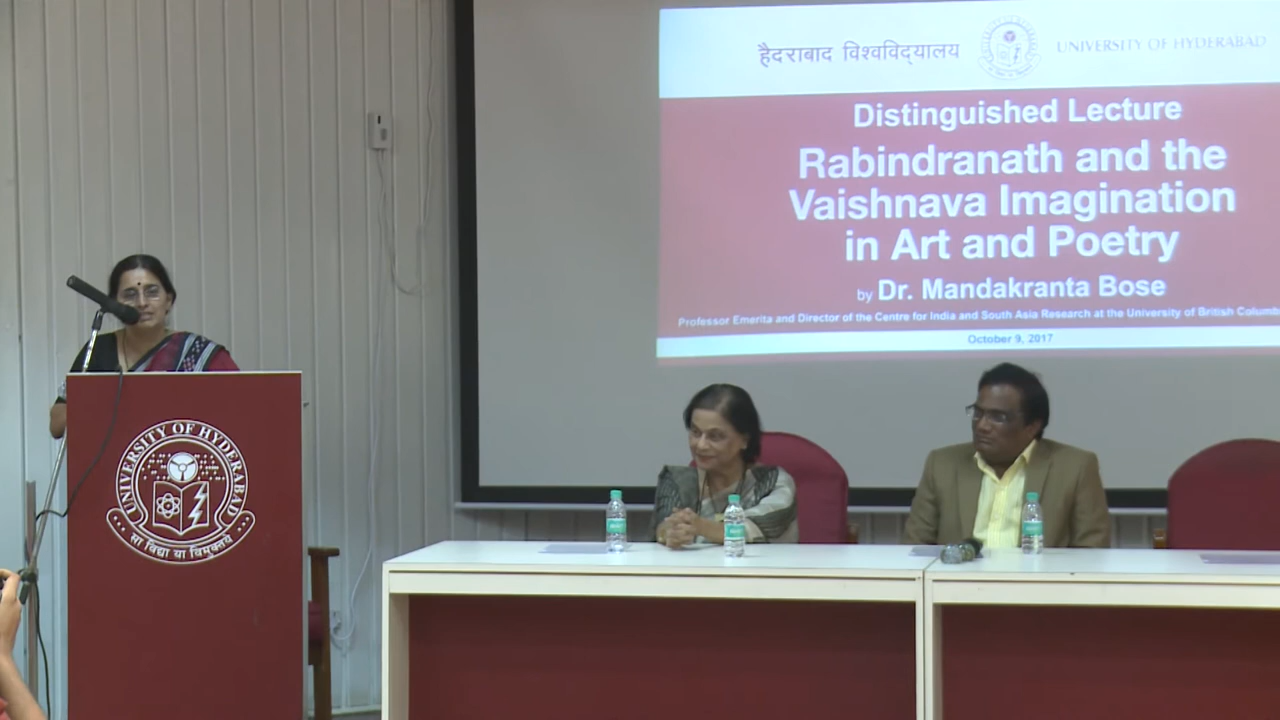 हैदराबाद विश्वविद्यालय
UNIVERSITY OF HYDERABAD
Distinguished Lecture
Rabindranath and the
Vaishnava Imagination
in Art and Poetry
by Dr. Mandakranta Bose
Professor Emerita and Director of the Centre for India and South Asia Research at the University of British Columb
October 9, 2017
UNIVERSITY OF HYDERABAD
सा विद्या या विमुक्तये